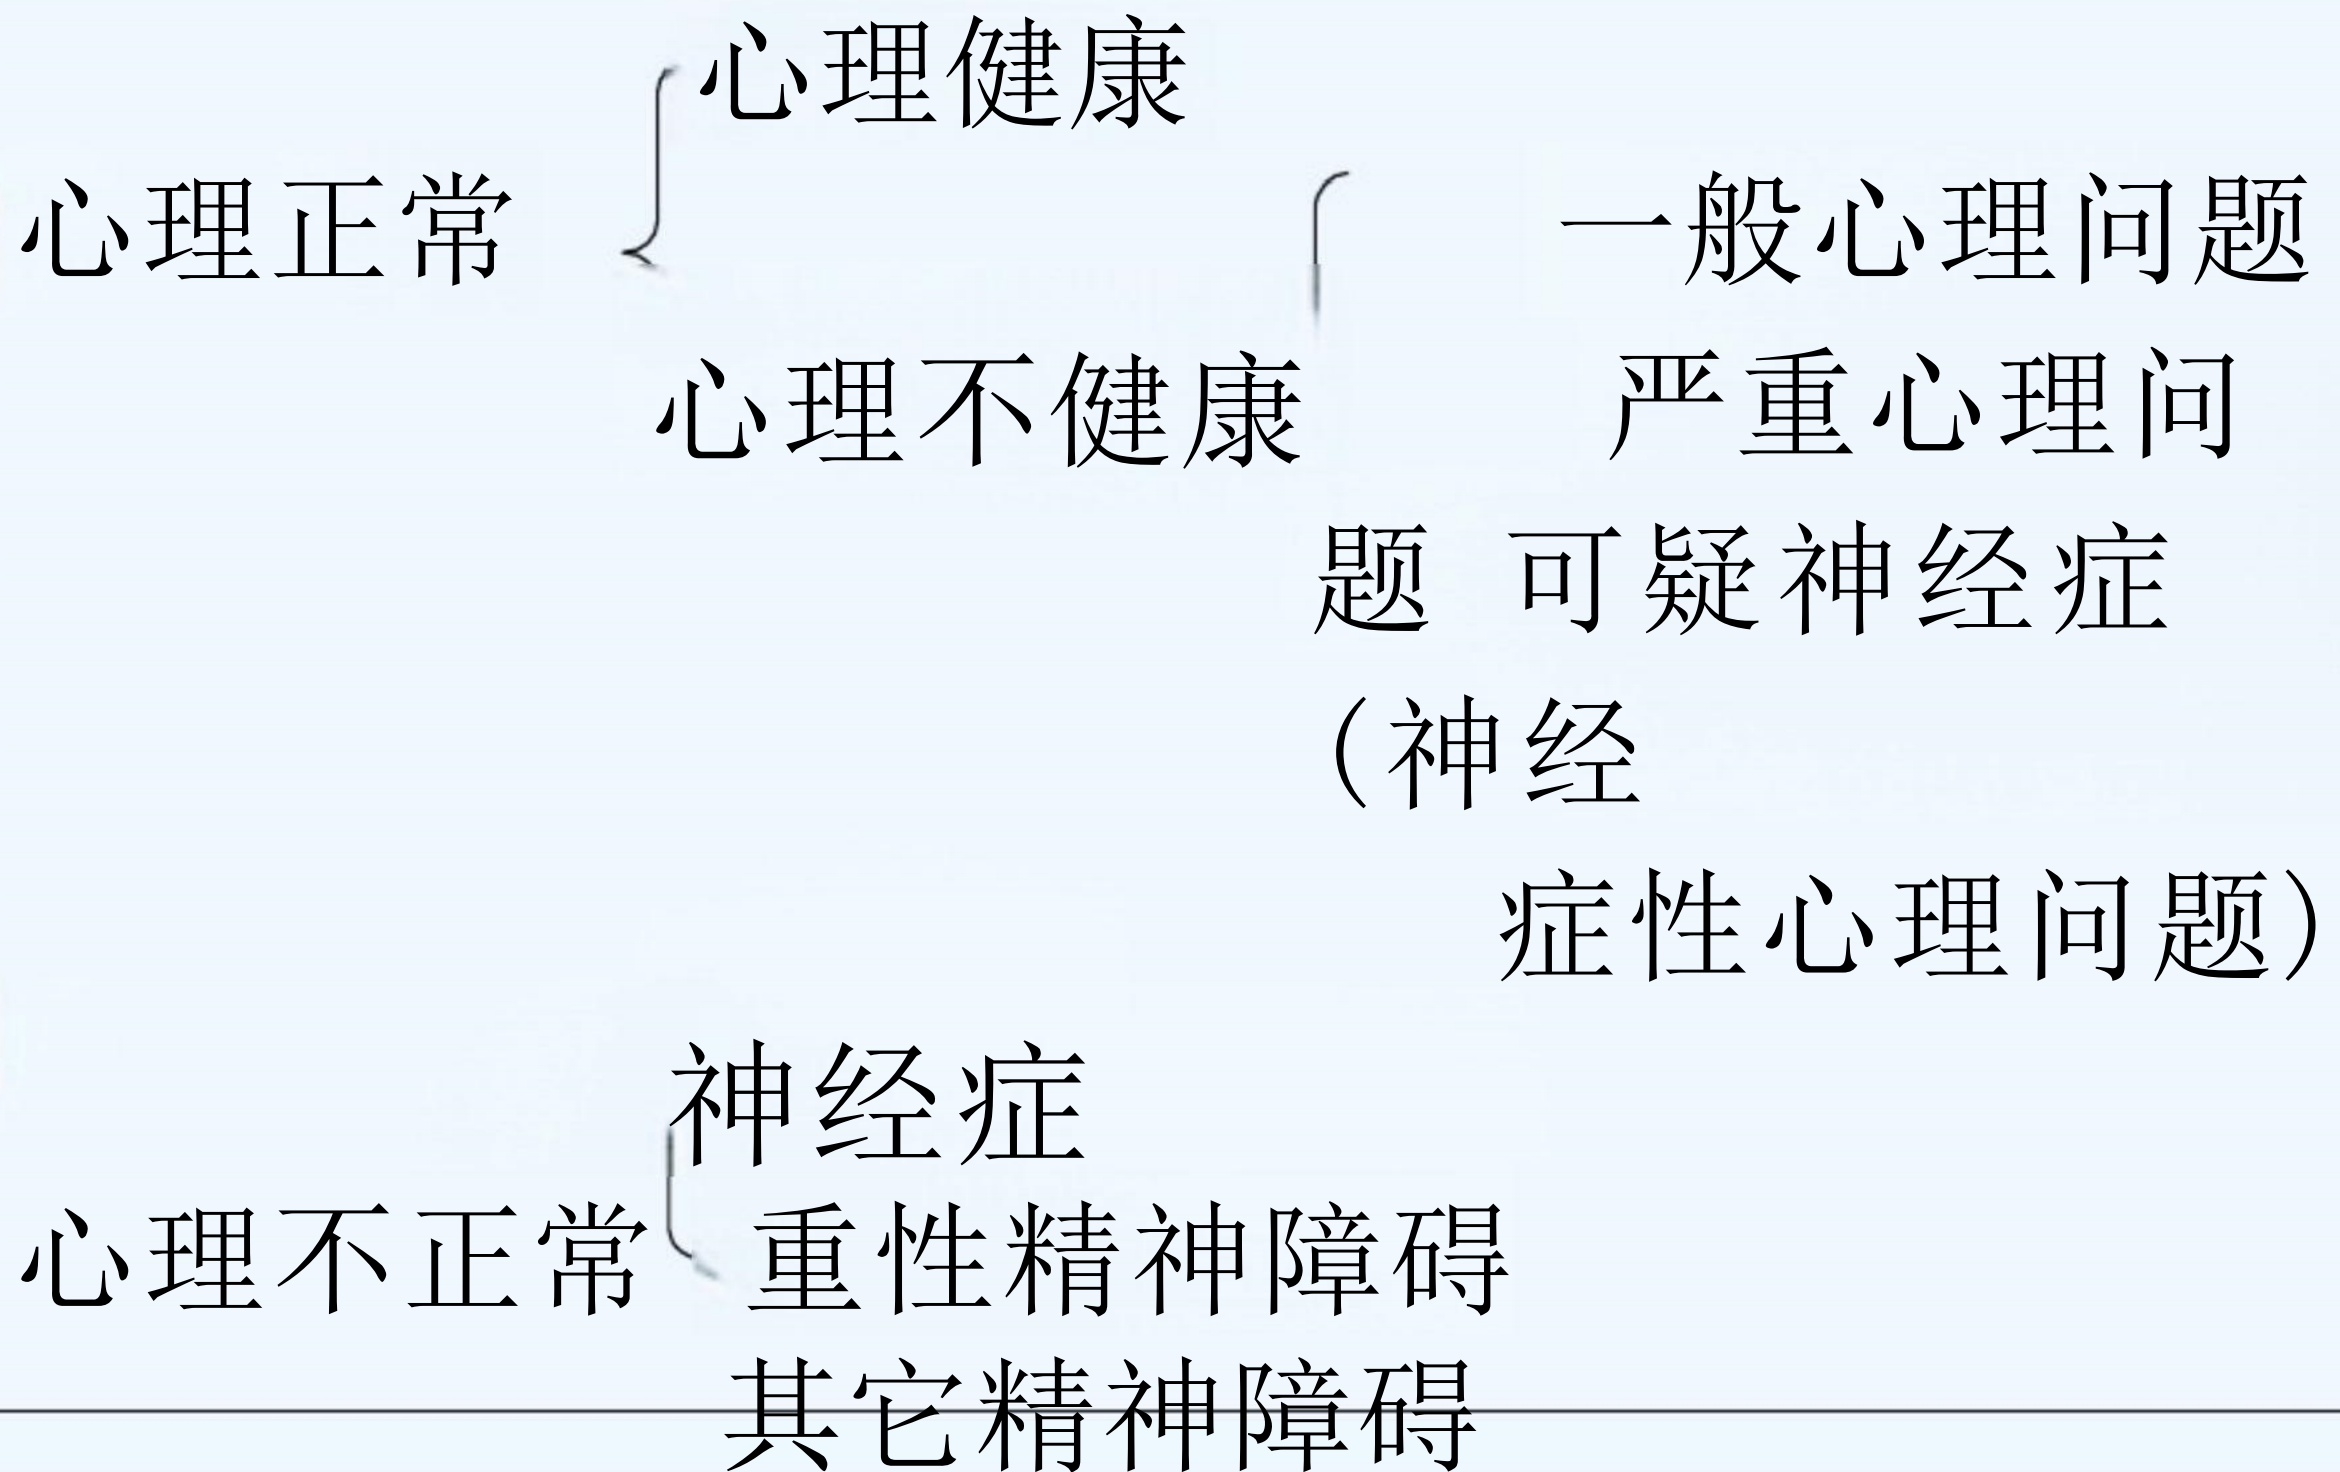 心理健康
心理正常
一般心理问题
心理不健康
严重心理问
题 可疑神经症
（神经
症性心理问题）
神经症
心理不正常
重性精神障碍
其它精神障碍